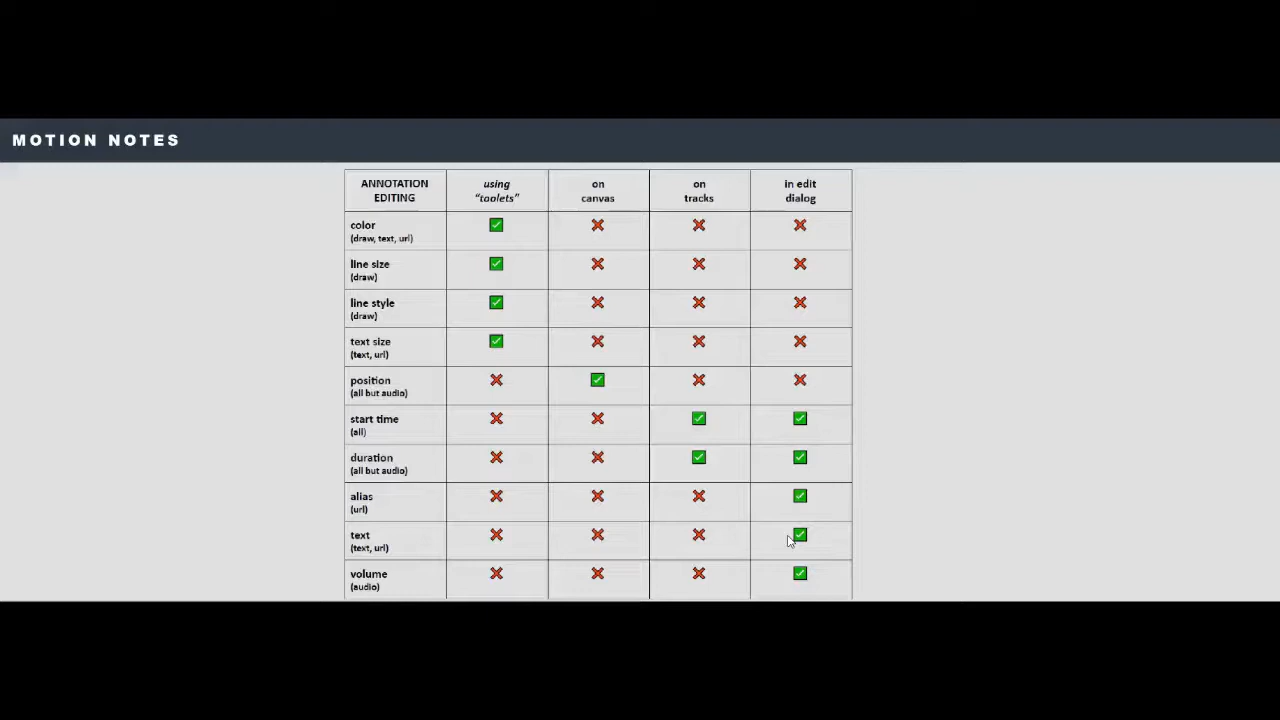 MOTION NOTES
ANNOTATION EDITING using "toolets" on canvas on tracks in edit dialog
color
(draw, text, url)
line size
(draw)
line style
(draw)
text size
(text, url)
position
(all but audio)
start time
(all)
duration
(all but audio)
alias
(url)
text
(text, url)
volume
(audio)